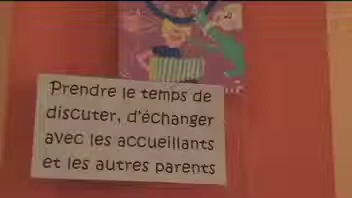 Prendre le temps de
discuter, d'échanger
avec les accueillants
et les autres parents